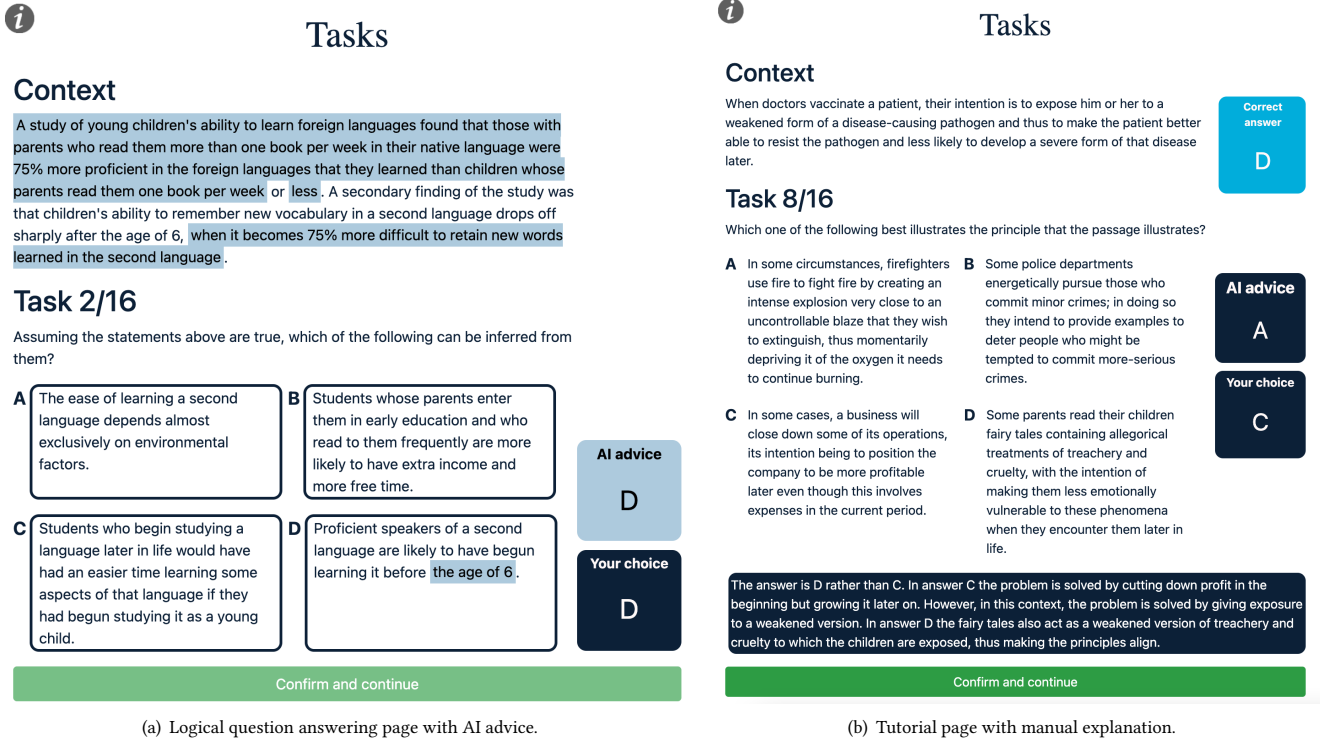 i
Tasks
Context
A study of young children's ability to learn foreign languages found that those with
parents who read them more than one book per week in their native language were
75% more proficient in the foreign languages that they learned than children whose
parents read them one book per week or less. A secondary finding of the study was
that children's ability to remember new vocabulary in a second language drops off
sharply after the age of 6, when it becomes 75% more difficult to retain new words
learned in the second language.
Task 2/16
Assuming the statements above are true, which of the following can be inferred from
them?
A
The ease of learning a second
language depends almost
exclusively on environmental
factors.
B
Students whose parents enter
them in early education and who
read to them frequently are more
likely to have extra income and
more free time.
C
Students who begin studying a
language later in life would have
had an easier time learning some
aspects of that language if they
had begun studying it as a young
child.
D
Proficient speakers of a second
language are likely to have begun
learning it before the age of 6.
AI advice
D
Your choice
D
Confirm and continue
(a) Logical question answering page with AI advice.
i
Tasks
Context
When doctors vaccinate a patient, their intention is to expose him or her to a
weakened form of a disease-causing pathogen and thus to make the patient better
able to resist the pathogen and less likely to develop a severe form of that disease
later.
Correct
answer
D
Task 8/16
Which one of the following best illustrates the principle that the passage illustrates?
A
In some circumstances, firefighters
use fire to fight fire by creating an
intense explosion very close to an
uncontrollable blaze that they wish
to extinguish, thus momentarily
depriving it of the oxygen it needs
to continue burning.
B
Some police departments
energetically pursue those who
commit minor crimes; in doing so
they intend to provide examples to
deter people who might be
tempted to commit more-serious
crimes.
C
In some cases, a business will
close down some of its operations,
its intention being to position the
company to be more profitable
later even though this involves
expenses in the current period.
D
Some parents read their children
fairy tales containing allegorical
treatments of treachery and
cruelty, with the intention of
making them less emotionally
vulnerable to these phenomena
when they encounter them later in
life.
AI advice
A
Your choice
C
The answer is D rather than C. In answer C the problem is solved by cutting down profit in the
beginning but growing it later on. However, in this context, the problem is solved by giving exposure
to a weakened version. In answer D the fairy tales also act as a weakened version of treachery and
cruelty to which the children are exposed, thus making the principles align.
Confirm and continue
(b) Tutorial page with manual explanation.